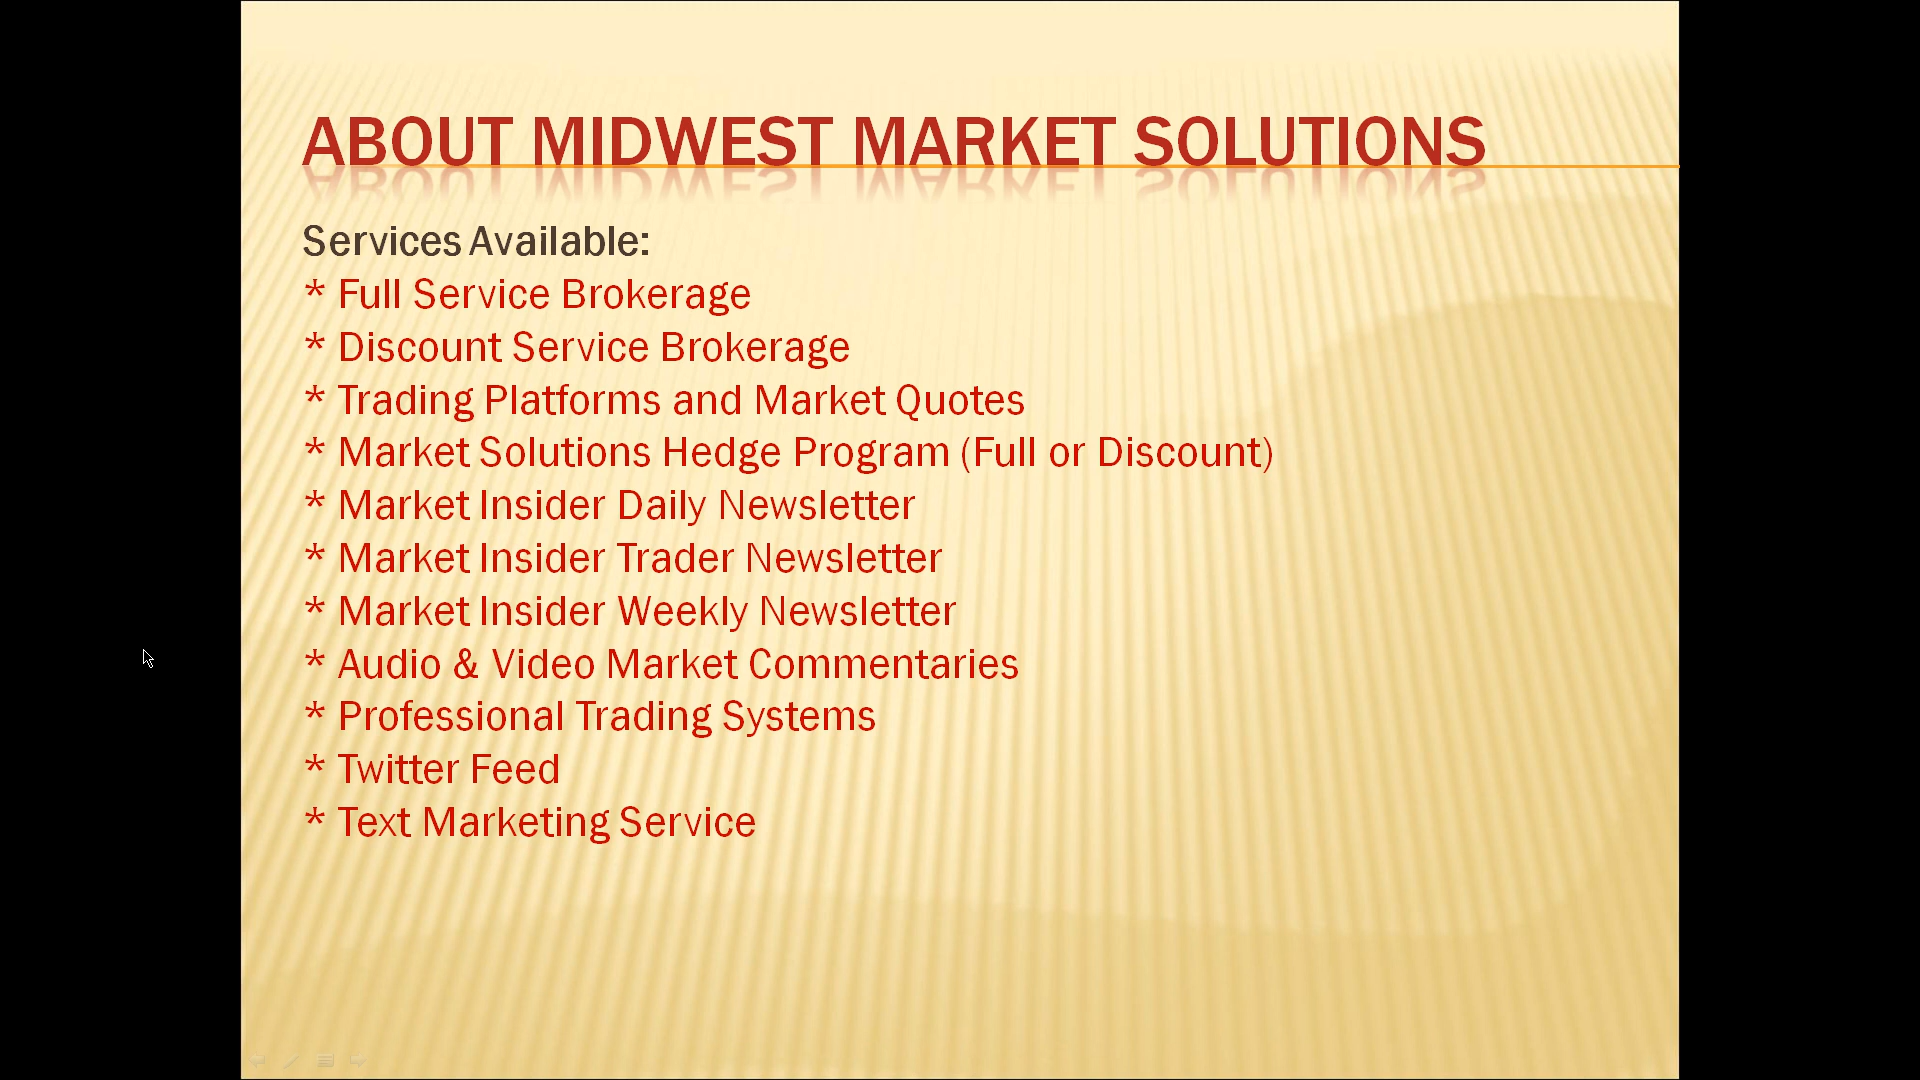 ABOUT MIDWEST MARKET SOLUTIONS
Services Available:
* Full Service Brokerage
* Discount Service Brokerage
* Trading Platforms and Market Quotes
* Market Solutions Hedge Program (Full or Discount)
* Market Insider Daily Newsletter
* Market Insider Trader Newsletter
* Market Insider Weekly Newsletter
* Audio & Video Market Commentaries
* Professional Trading Systems
* Twitter Feed
* Text Marketing Service